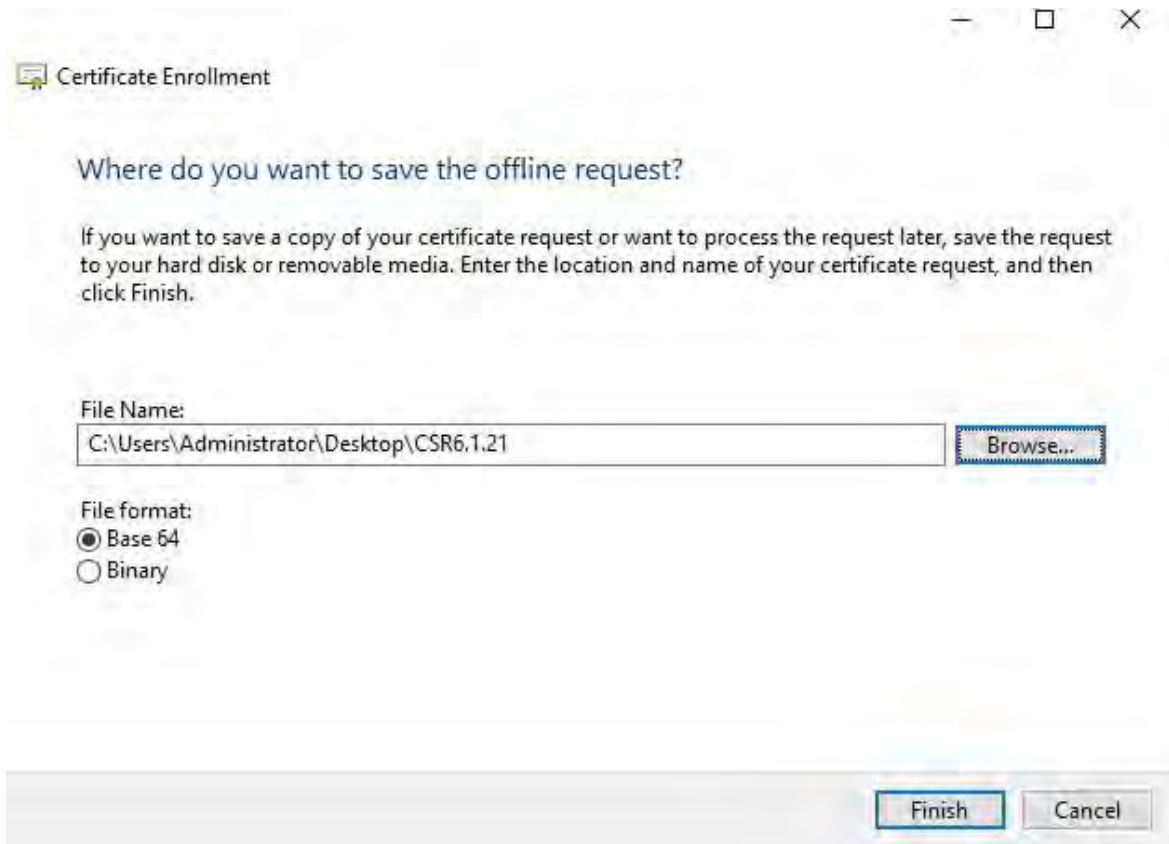 Certificate Enrollment
Where do you want to save the offline request?
If you want to save a copy of your certificate request or want to process the request later, save the request
to your hard disk or removable media. Enter the location and name of your certificate request, and then
click Finish.
File Name:
C:\Users\Administrator\Desktop\CSR6.1.21
Browse...
File format:
Base 64
Binary
Finish
Cancel